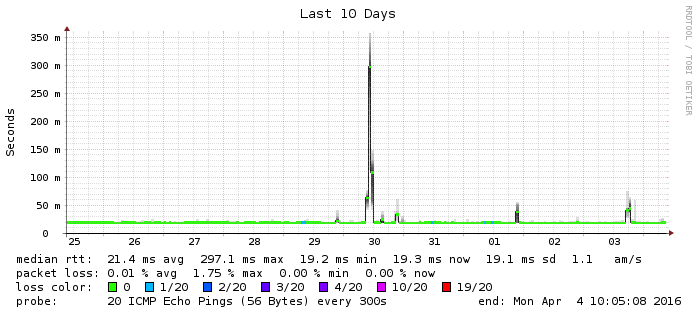 Last 10 Days
RRDTOOL / TOBI OETIKER
Seconds
350 m
300 m
250 m
200 m
150 m
100 m
50 m
0
25 26 27 28 29 30 31 01 02 03
median rtt: 21.4 ms avg 297.1 ms max 19.2 ms min 19.3 ms now 19.1 ms sd 1.1 am/s
packet loss: 0.01 % avg 1.75 % max 0.00 % min 0.00 % now
loss color: 0 1/20 2/20 3/20 4/20 10/20 19/20
probe: 20 ICMP Echo Pings (56 Bytes) every 300s end: Mon Apr 4 10:05:08 2016